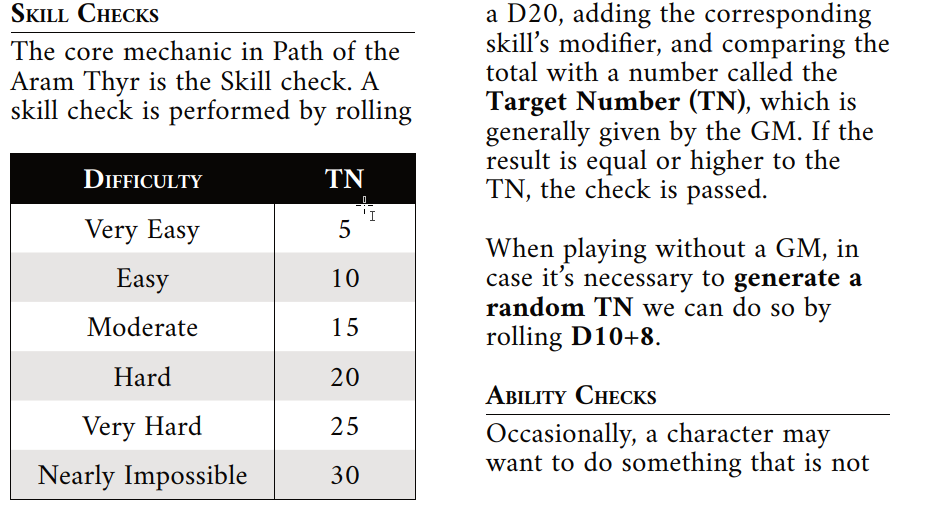 Skill Checks
The core mechanic in Path of the
Aram Thyr is the Skill check. A
skill check is performed by rolling
Difficulty TN
Very Easy 5
Easy 10
Moderate 15
Hard 20
Very Hard 25
Nearly Impossible 30
a D20, adding the corresponding
skill's modifier, and comparing the
total with a number called the
Target Number (TN), which is
generally given by the GM. If the
result is equal or higher to the
TN, the check is passed.
When playing without a GM, in
case it's necessary to generate a
random TN we can do so by
rolling D10+8.
Ability Checks
Occasionally, a character may
want to do something that is not